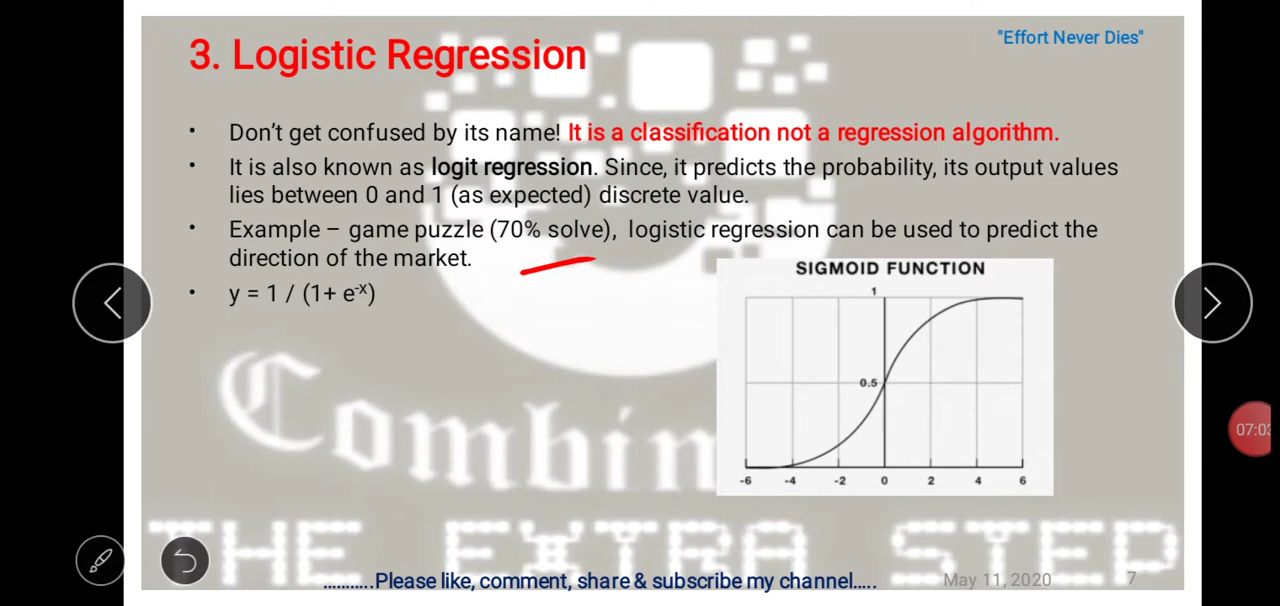 3. Logistic Regression
"Effort Never Dies"
• Don't get confused by its name! It is a classification not a regression algorithm.
• It is also known as logit regression. Since, it predicts the probability, its output values
lies between 0 and 1 (as expected) discrete value.
• Example – game puzzle (70% solve), logistic regression can be used to predict the
direction of the market.
• y = 1 / (1+ e^-x)
SIGMOID FUNCTION
1
0.5
-6 -4 -2 0 2 4 6
07:03
Combin
THE EXTRA STEP
...........Please like, comment, share & subscribe my channel.....
May 11, 2020
7